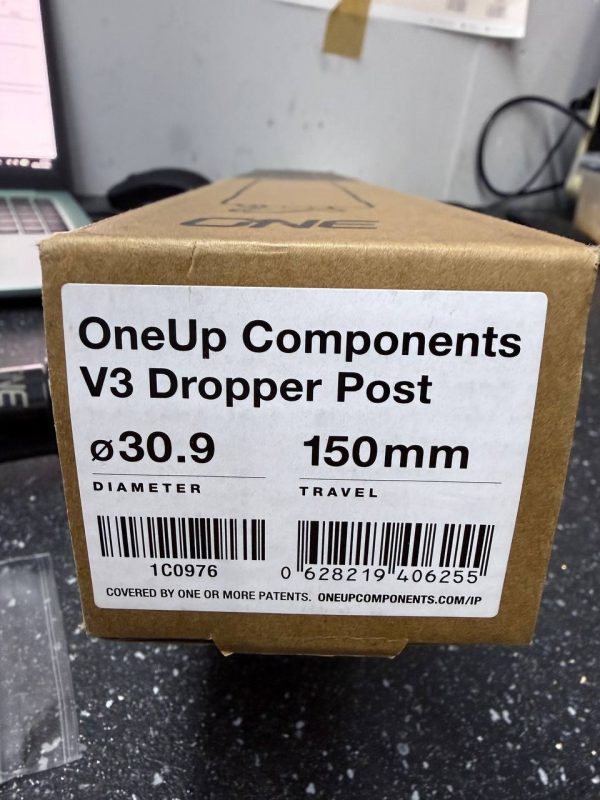 ONE
OneUp Components
V3 Dropper Post
ø30.9 150mm
DIAMETER TRAVEL
1C0976 0 628219 406255
COVERED BY ONE OR MORE PATENTS. ONEUPCOMPONENTS.COM/IP